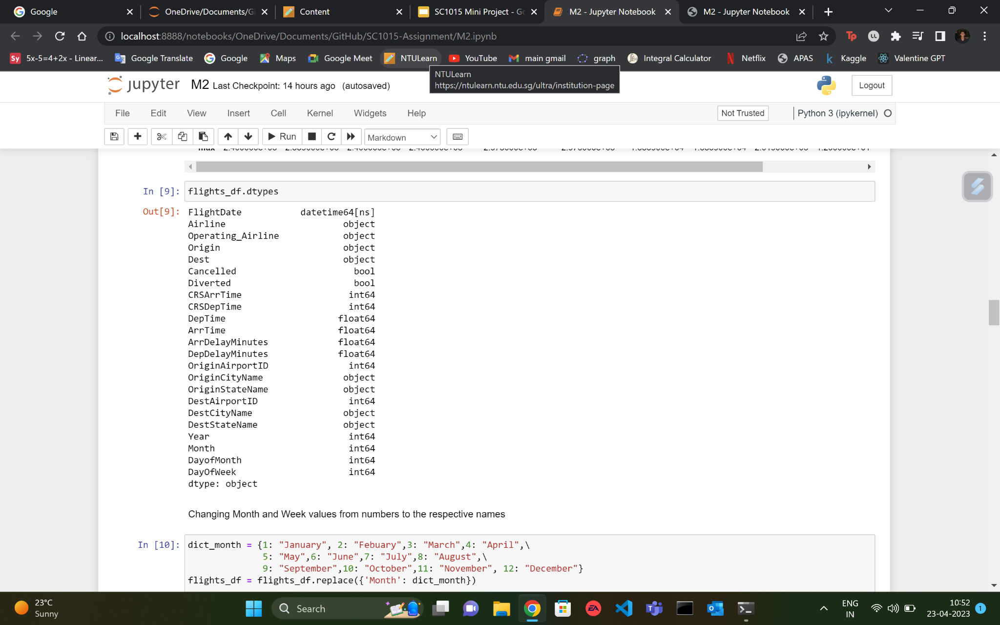 Google
OneDrive/Documents/Gi
Content
SC1015 Mini Project - Go
M2 - Jupyter Notebook
M2 - Jupyter Notebook
localhost:8888/notebooks/OneDrive/Documents/GitHub/SC1015-Assignment/M2.ipynb
5x-5=4+2x - Linear...
Google Translate
Google
Maps
Google Meet
NTULearn
YouTube
main gmail
graph
Integral Calculator
Netflix
APAS
Kaggle
Valentine GPT
NTULearn
https://ntulearn.ntu.edu.sg/ultra/institution-page
jupyter M2 Last Checkpoint: 14 hours ago (autosaved)
Logout
File Edit View Insert Cell Kernel Widgets Help
Not Trusted
Python 3 (ipykernel)
Run
Markdown
In [9]: flights_df.dtypes
Out[9]: FlightDate datetime64[ns]
Airline object
Operating_Airline object
Origin object
Dest object
Cancelled bool
Diverted bool
CRSArrTime int64
CRSDepTime int64
DepTime float64
ArrTime float64
ArrDelayMinutes float64
DepDelayMinutes float64
OriginAirportID int64
OriginCityName object
OriginStateName object
DestAirportID int64
DestCityName object
DestStateName object
Year int64
Month int64
DayofMonth int64
DayOfWeek int64
dtype: object
Changing Month and Week values from numbers to the respective names
In [10]: dict_month = {1: "January", 2: "Febuary",3: "March",4: "April",\
5: "May",6: "June",7: "July",8: "August",\
9: "September",10: "October",11: "November", 12: "December"}
flights_df = flights_df.replace({'Month': dict_month})
23°C
Sunny
Search
ENG
IN
10:52
23-04-2023
1